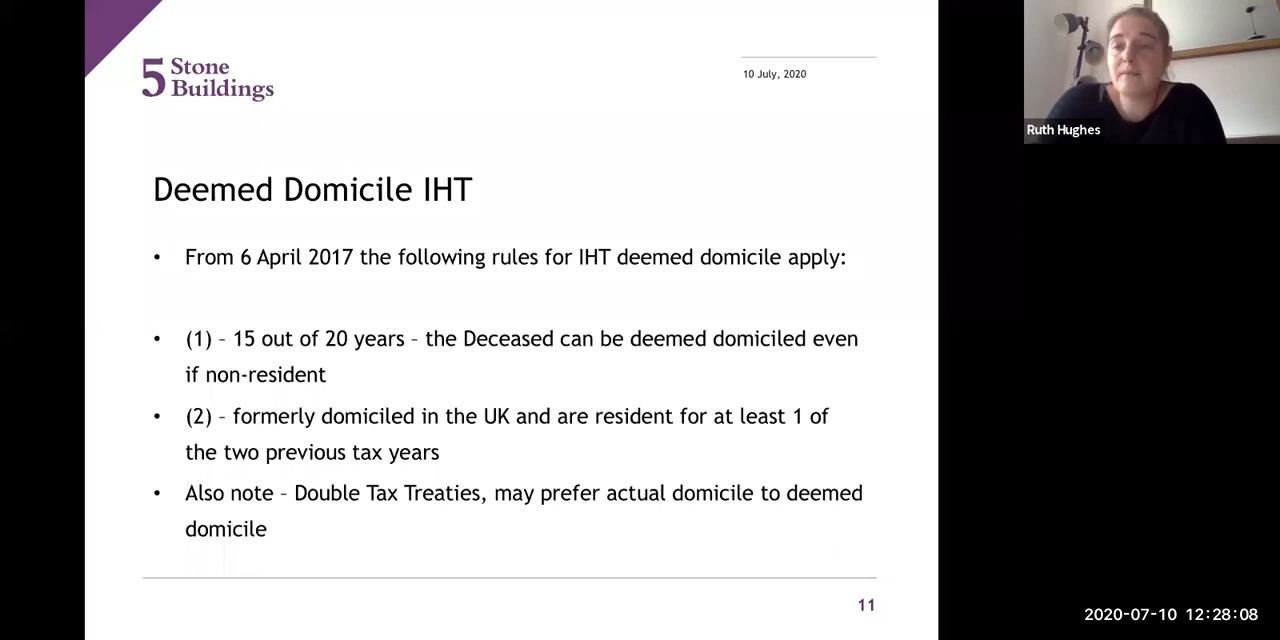 5 Stone
Buildings
10 July, 2020
Ruth Hughes
Deemed Domicile IHT
• From 6 April 2017 the following rules for IHT deemed domicile apply:
• (1) – 15 out of 20 years – the Deceased can be deemed domiciled even
if non-resident
• (2) – formerly domiciled in the UK and are resident for at least 1 of
the two previous tax years
• Also note – Double Tax Treaties, may prefer actual domicile to deemed
domicile
11
2020-07-10 12:28:08